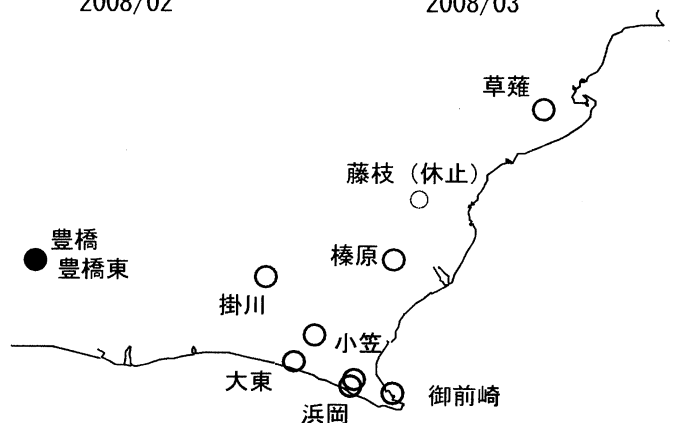 2008/02
2008/03
草薙
藤枝（休止）
豊橋
豊橋東
榛原
掛川
小笠
大東
浜岡
御前崎